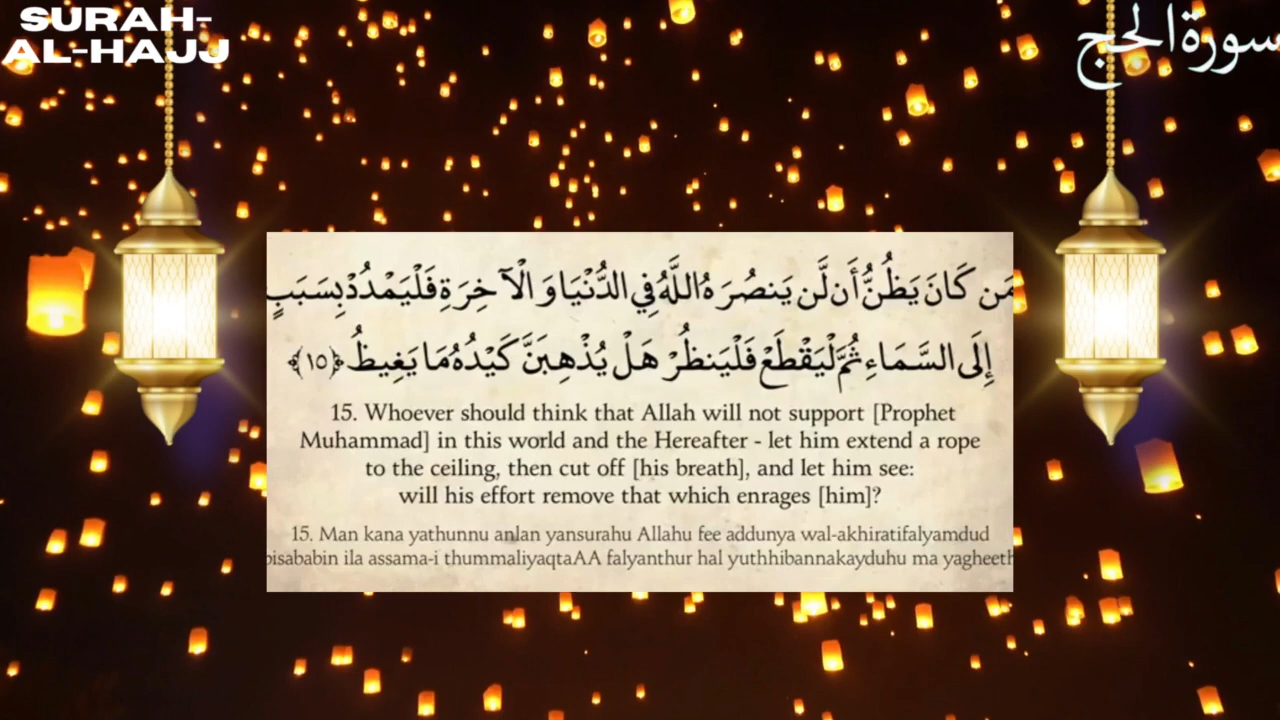 SURAH-
AL-HAJJ
سورة الحج
مَن كَانَ يَظُنُّ أَن لَّن يَنصُرَهُ اللَّهُ فِي الدُّنْيَا وَالْآخِرَةِ فَلْيَمْدُدْ بِسَبَبٍ
إِلَى السَّمَاءِ ثُمَّ لْيَقْطَعْ فَلْيَنظُرْ هَلْ يُذْهِبَنَّ كَيْدُهُ مَا يَغِيظُ ﴿١٥﴾
15. Whoever should think that Allah will not support [Prophet
Muhammad] in this world and the Hereafter - let him extend a rope
to the ceiling, then cut off [his breath], and let him see:
will his effort remove that which enrages [him]?
15. Man kana yathunnu anlan yansurahu Allahu fee addunya wal-akhiratifalyamdud
bisababin ila assama-i thummaliyaqtaAA falyanthur hal yuthhibannakayduhu ma yagheeth